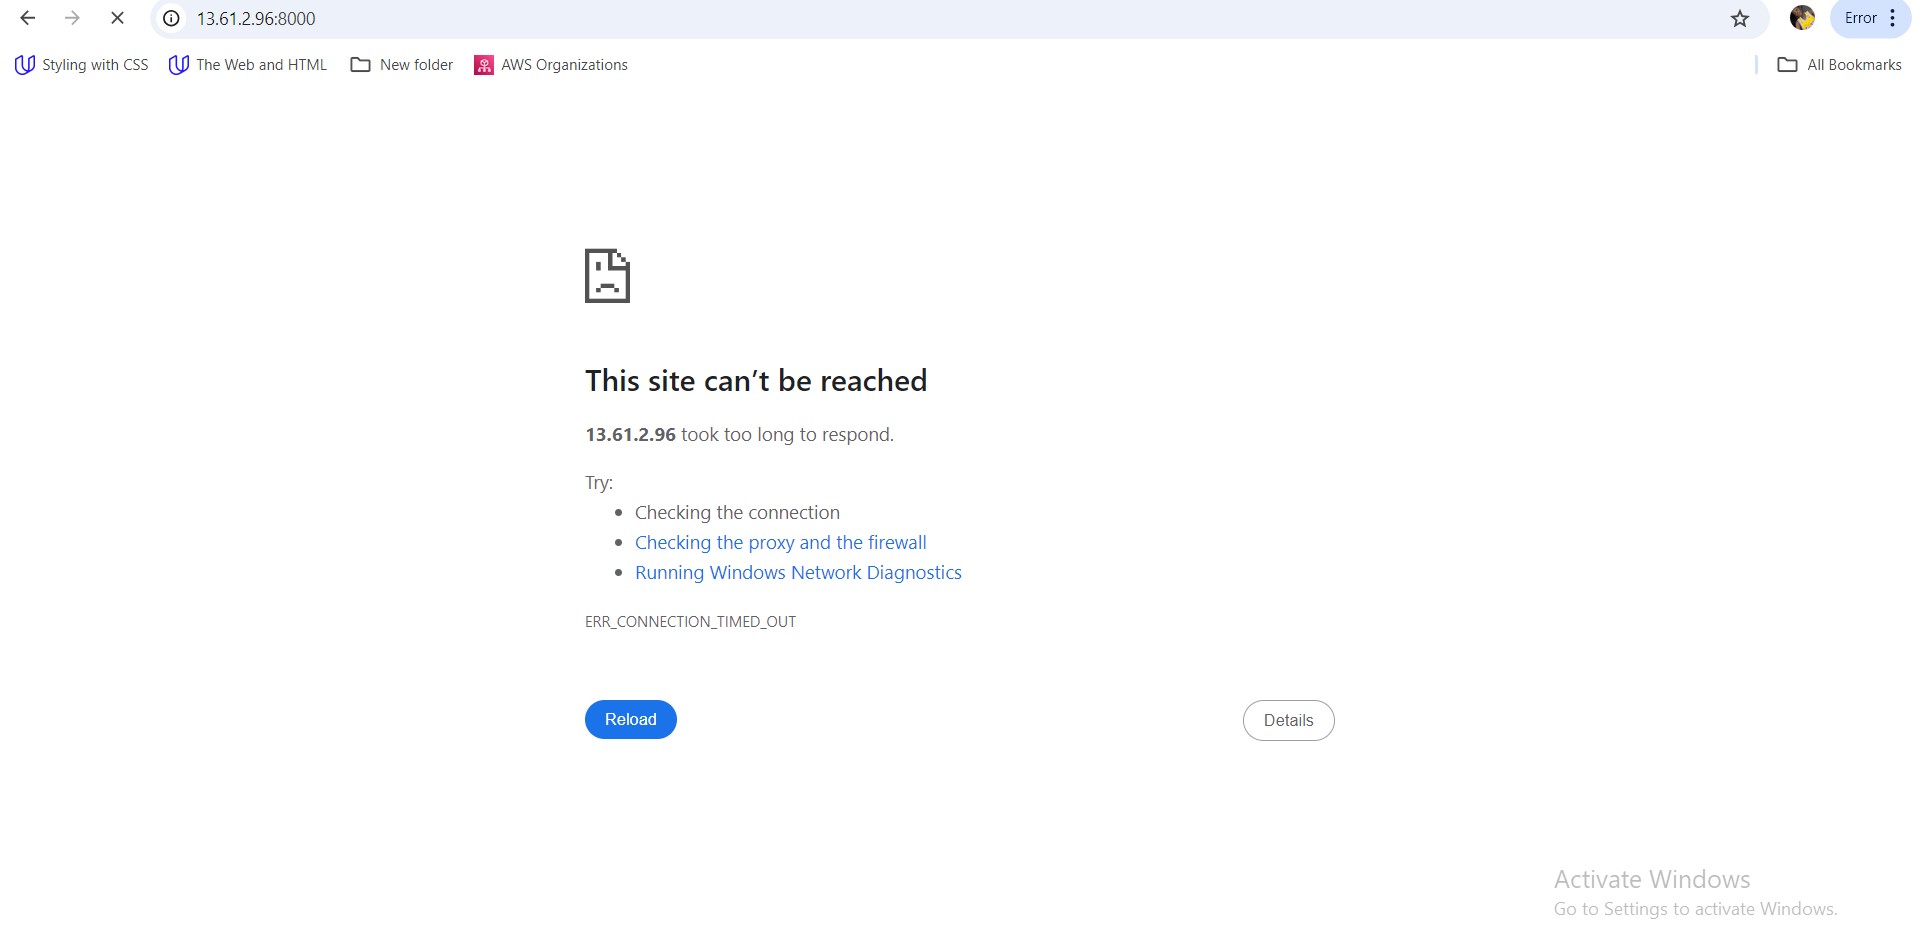 13.61.2.96:8000
Error
Styling with CSS
The Web and HTML
New folder
AWS Organizations
All Bookmarks
This site can’t be reached
13.61.2.96 took too long to respond.
Try:
Checking the connection
Checking the proxy and the firewall
Running Windows Network Diagnostics
ERR_CONNECTION_TIMED_OUT
Reload
Details
Activate Windows
Go to Settings to activate Windows.